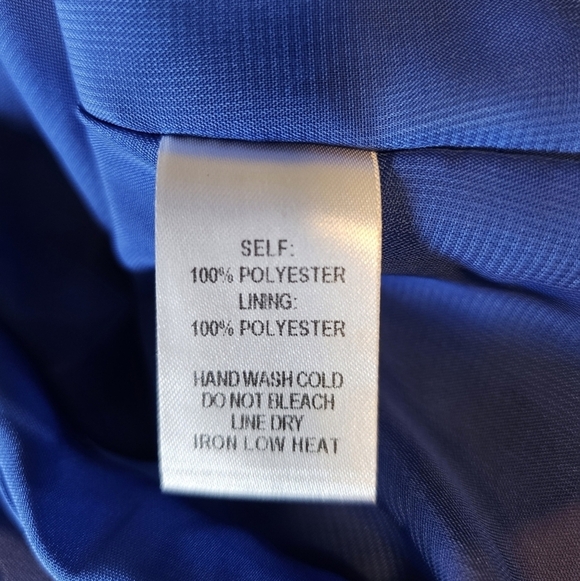 SELF:
100% POLYESTER
LINING:
100% POLYESTER
HAND WASH COLD
DO NOT BLEACH
LINE DRY
IRON LOW HEAT